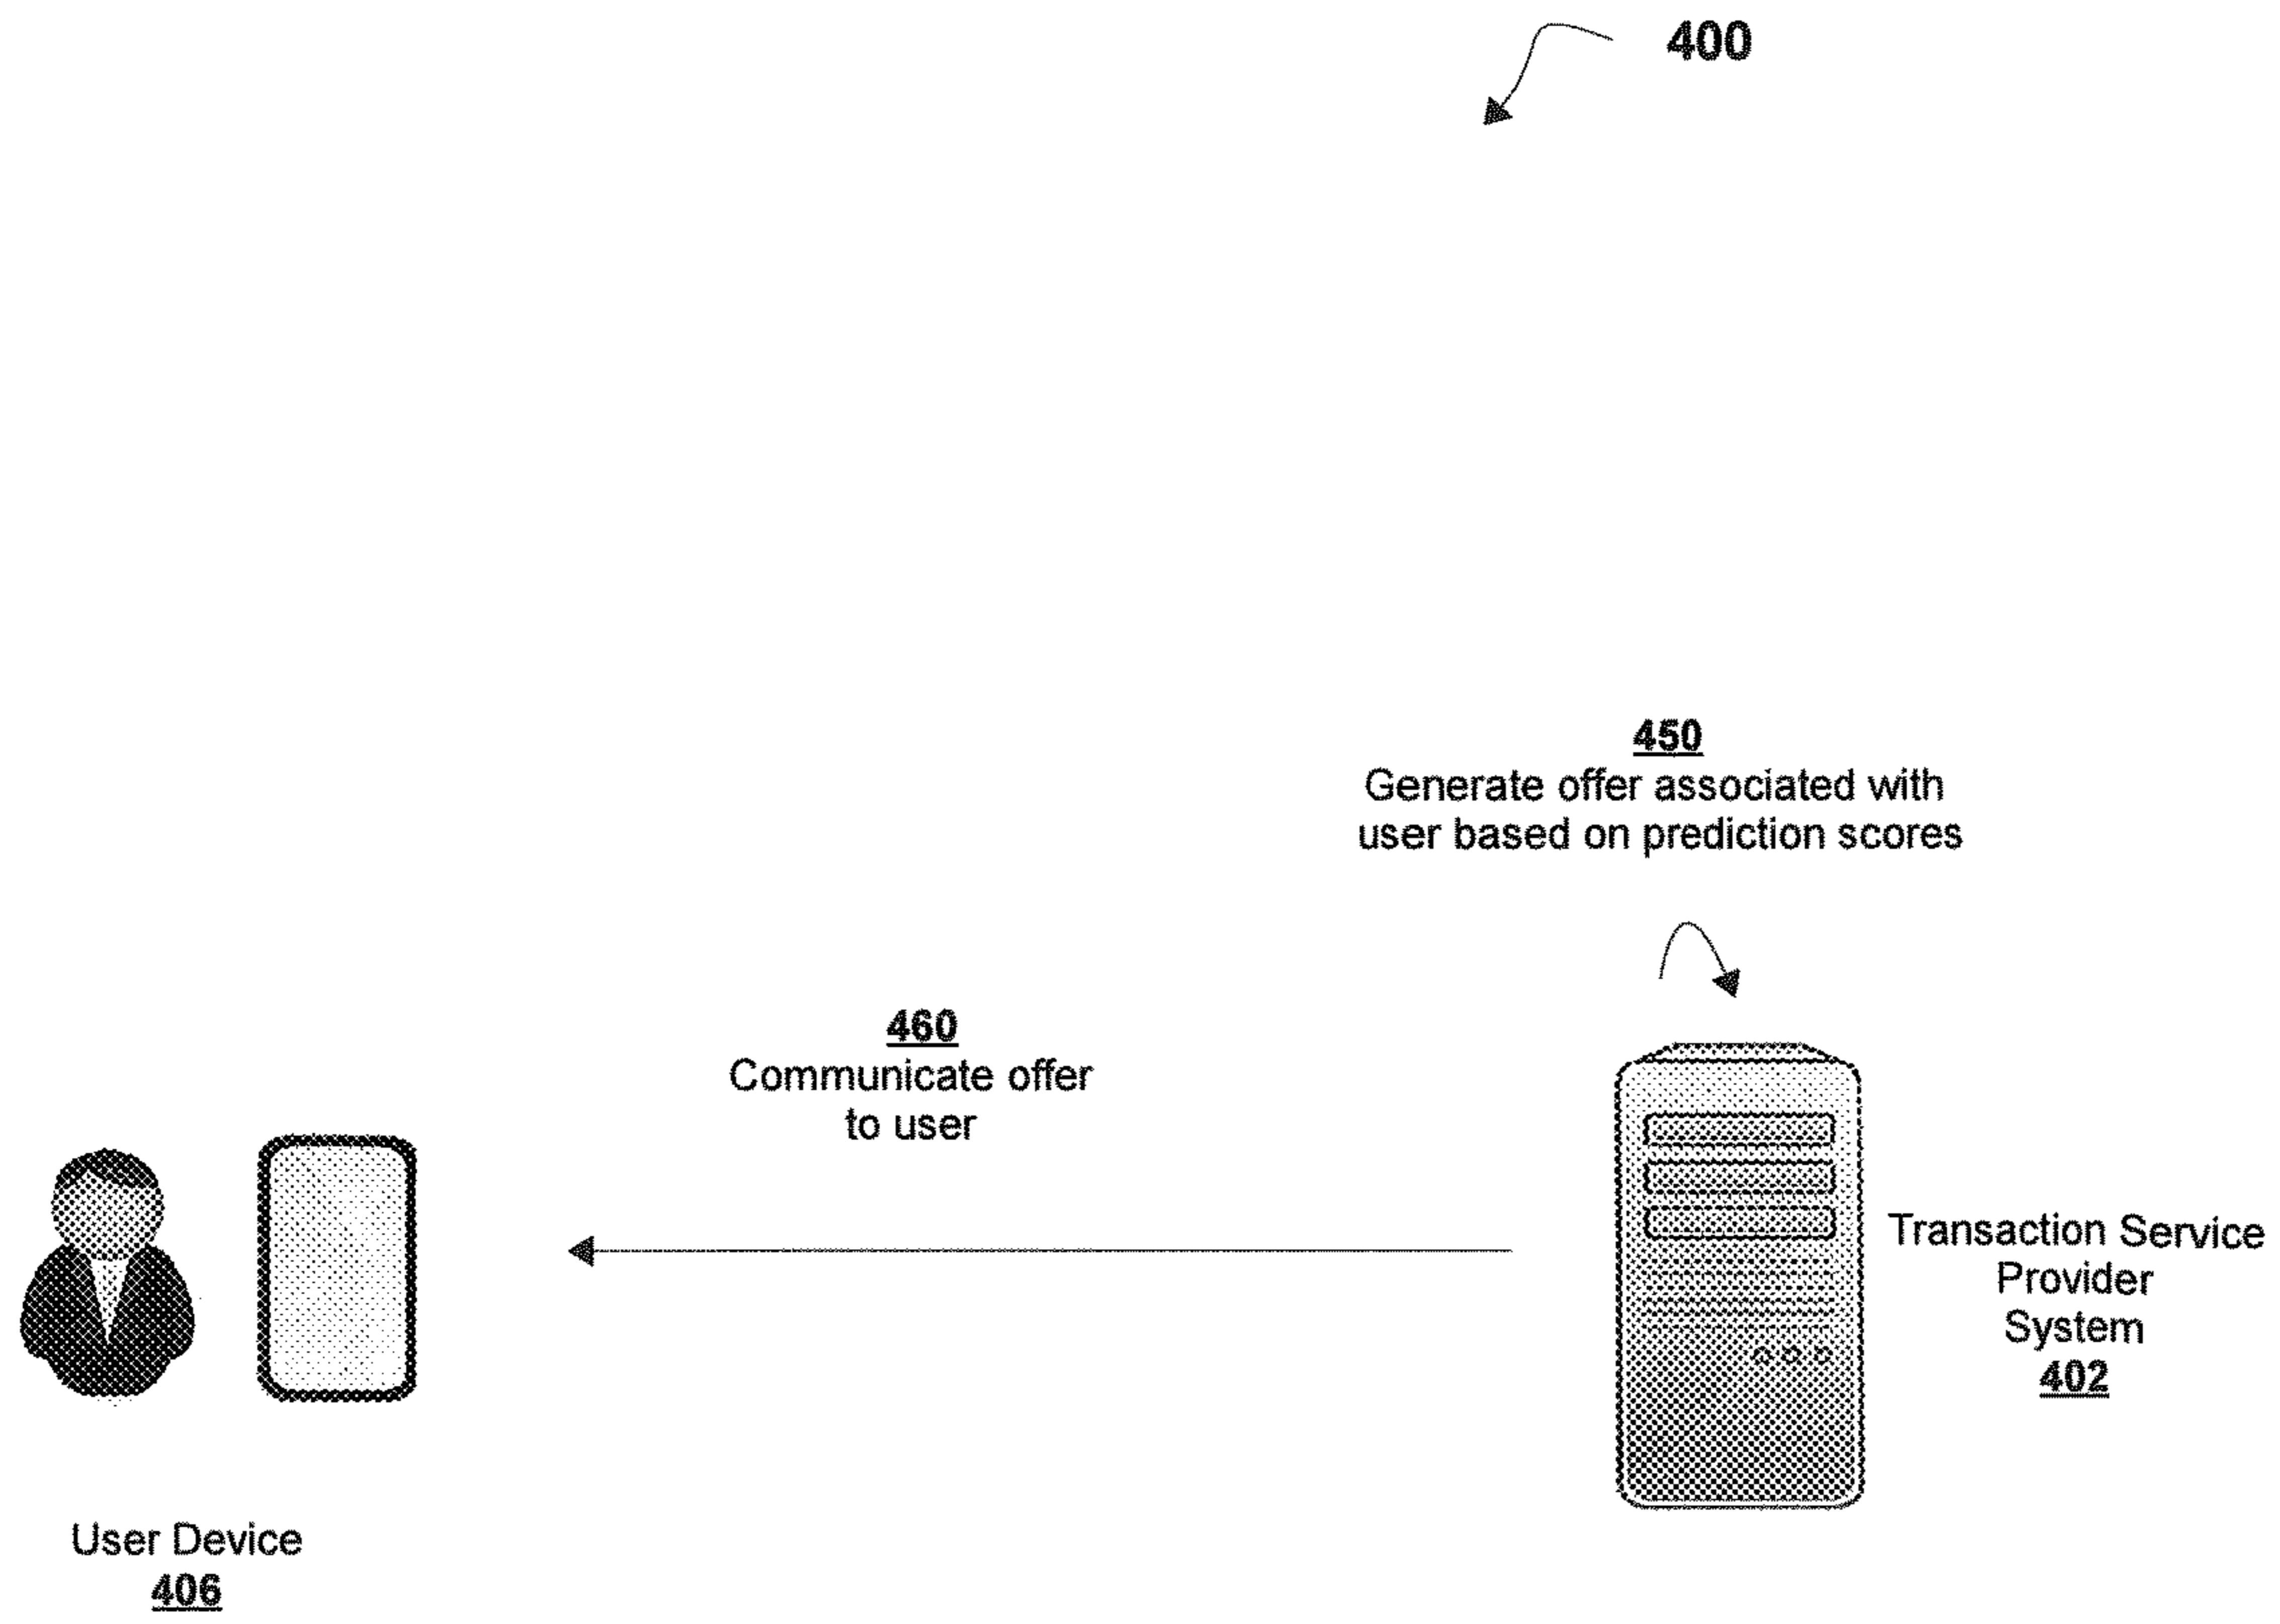 400
450
Generate offer associated with
user based on prediction scores
460
Communicate offer
to user
Transaction Service
Provider
System
402
User Device
406